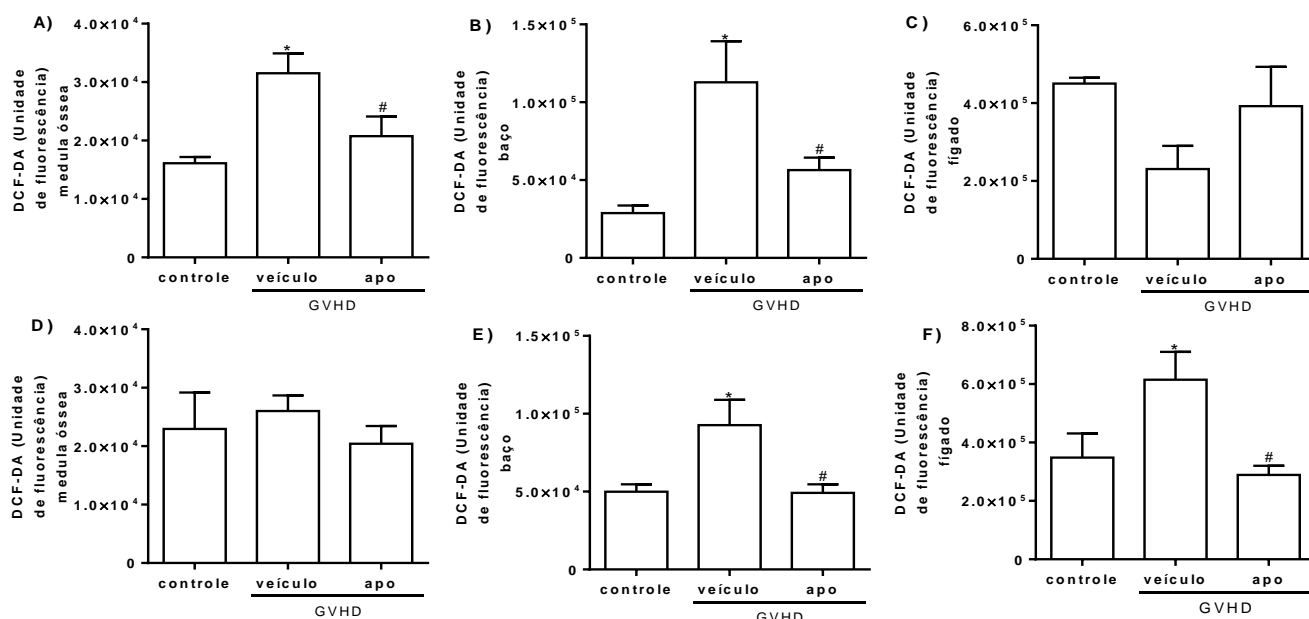 A)
DCF-DA (Unidade
de fluorescência)
medula óssea
4.0×10⁴
3.0×10⁴
2.0×10⁴
1.0×10⁴
0
*
#
controle veículo apo
GVHD
B)
DCF-DA (Unidade
de fluorescência)
baço
1.5×10⁵
1.0×10⁵
5.0×10⁴
0
*
#
controle veículo apo
GVHD
C)
DCF-DA (Unidade
de fluorescência)
fígado
6.0×10⁵
4.0×10⁵
2.0×10⁵
0
controle veículo apo
GVHD
D)
DCF-DA (Unidade
de fluorescência)
medula óssea
4.0×10⁴
3.0×10⁴
2.0×10⁴
1.0×10⁴
0
controle veículo apo
GVHD
E)
DCF-DA (Unidade
de fluorescência)
baço
1.5×10⁵
1.0×10⁵
5.0×10⁴
0
*
#
controle veículo apo
GVHD
F)
DCF-DA (Unidade
de fluorescência)
fígado
8.0×10⁵
6.0×10⁵
4.0×10⁵
2.0×10⁵
0
*
#
controle veículo apo
GVHD